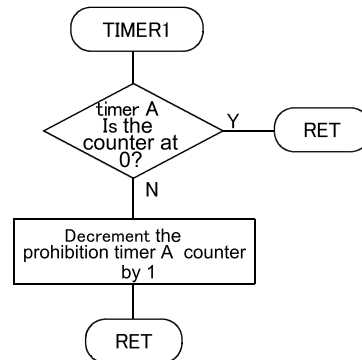 TIMER1
timer A
Is the
counter at
0?
Y
RET
N
Decrement the
prohibition timer A counter
by 1
RET